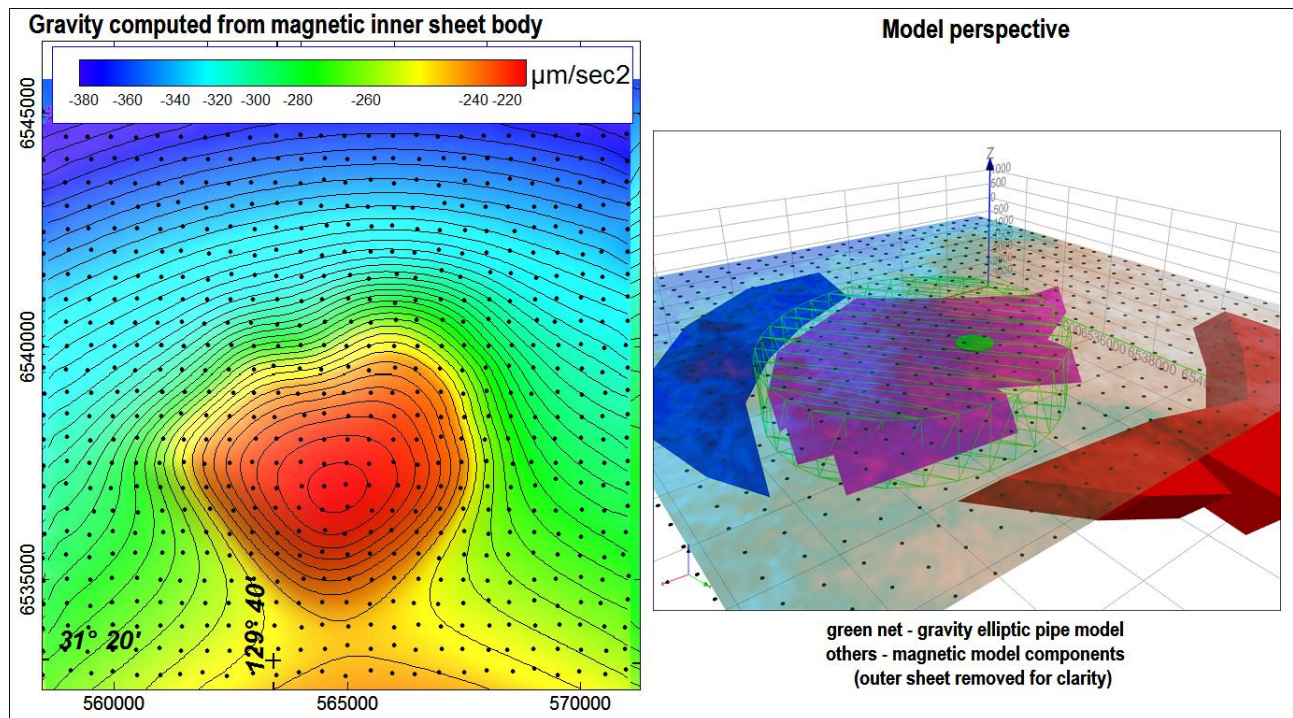 Gravity computed from magnetic inner sheet body
Model perspective
µm/sec2
-380 -360 -340 -320 -300 -280 -260 -240 -220
6545000
6540000
6535000
31° 20'
129° 40'
560000 565000 570000
Z
green net - gravity elliptic pipe model
others - magnetic model components
(outer sheet removed for clarity)